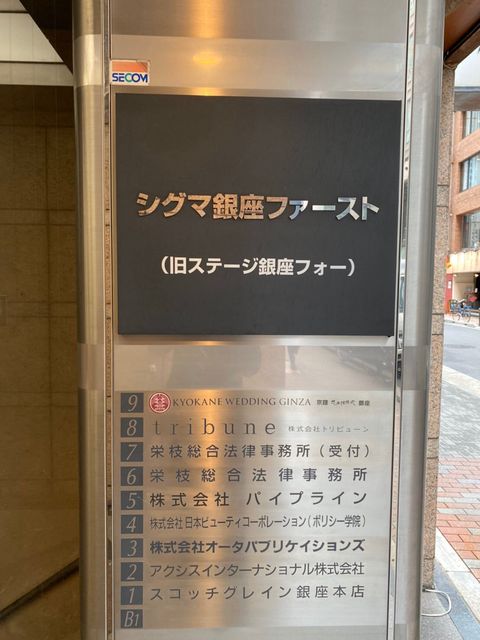 SECOM
シグマ銀座ファースト
(旧ステージ銀座フォー)
9 KYOKANE WEDDING GINZA 京鐘 銀座
8 tribune 株式会社トリビューン
7 栄枝総合法律事務所(受付)
6 栄枝総合法律事務所
5 株式会社 パイプライン
4 株式会社日本ビューティコーポレーション(ポリシー学院)
3 株式会社オータパブリケイションズ
2 アクシスインターナショナル株式会社
1 スコッチグレイン銀座本店
B1